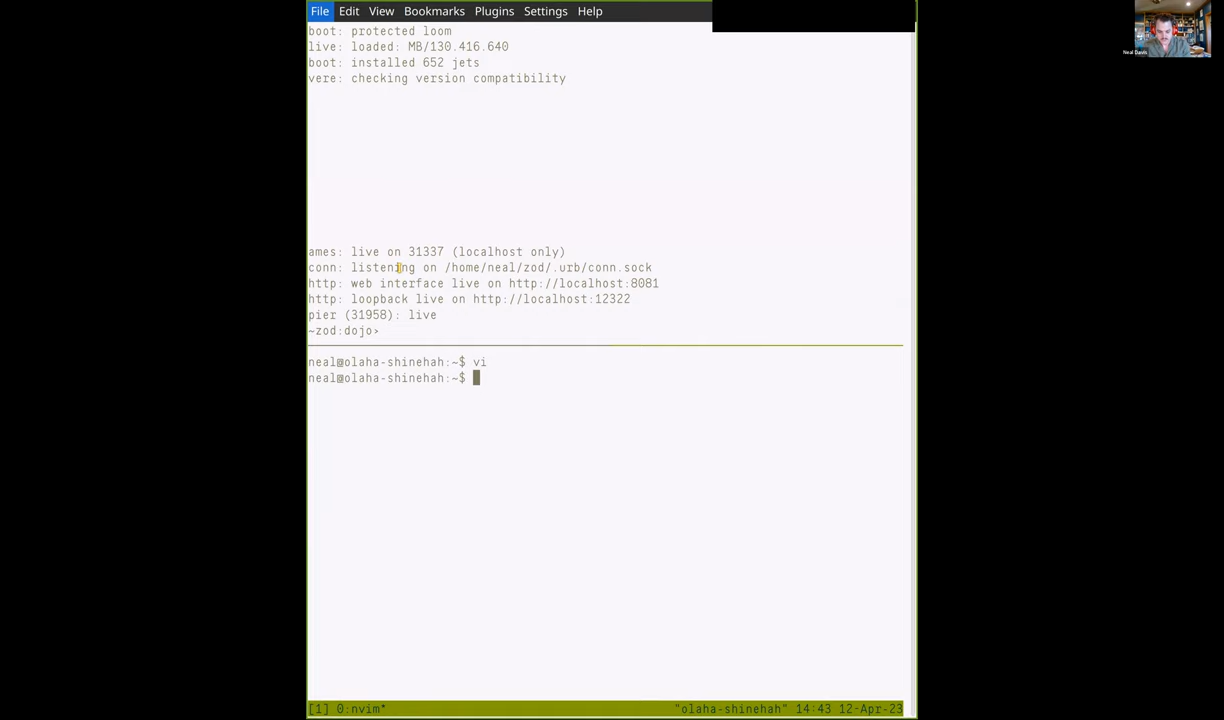 File Edit View Bookmarks Plugins Settings Help
boot: protected loom
live: loaded: MB/130.416.640
boot: installed 652 jets
vere: checking version compatibility
ames: live on 31337 (localhost only)
conn: listening on /home/neal/zod/.urb/conn.sock
http: web interface live on http://localhost:8081
http: loopback live on http://localhost:12322
pier (31958): live
~zod:dojo>
neal@olaha-shinehah:~$ vi
neal@olaha-shinehah:~$
[1] 0:nvim* "olaha-shinehah" 14:43 12-Apr-23
Neal Davis